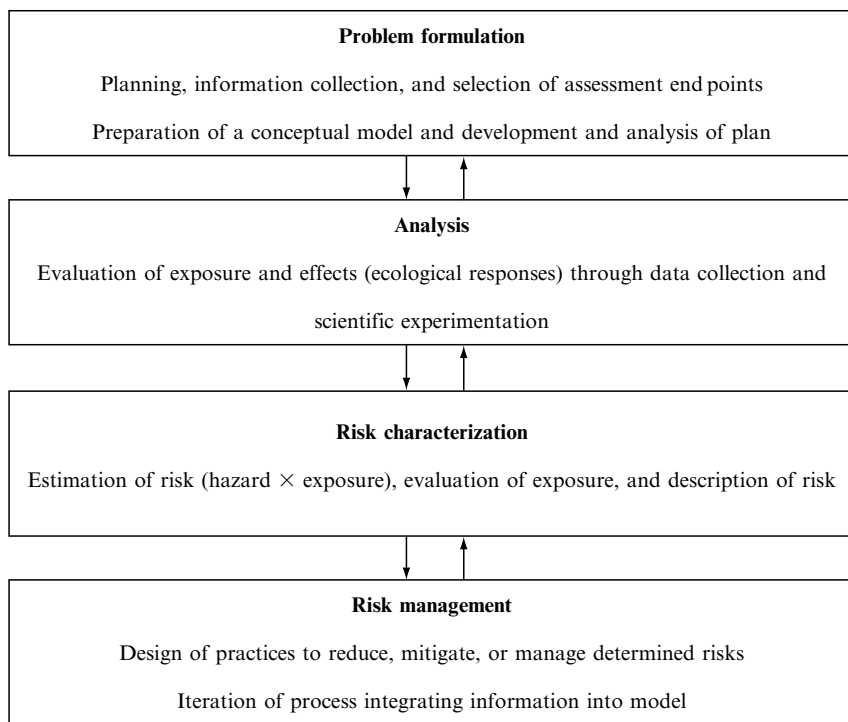 Problem formulation
Planning, information collection, and selection of assessment end points
Preparation of a conceptual model and development and analysis of plan
Analysis
Evaluation of exposure and effects (ecological responses) through data collection and
scientific experimentation
Risk characterization
Estimation of risk (hazard × exposure), evaluation of exposure, and description of risk
Risk management
Design of practices to reduce, mitigate, or manage determined risks
Iteration of process integrating information into model